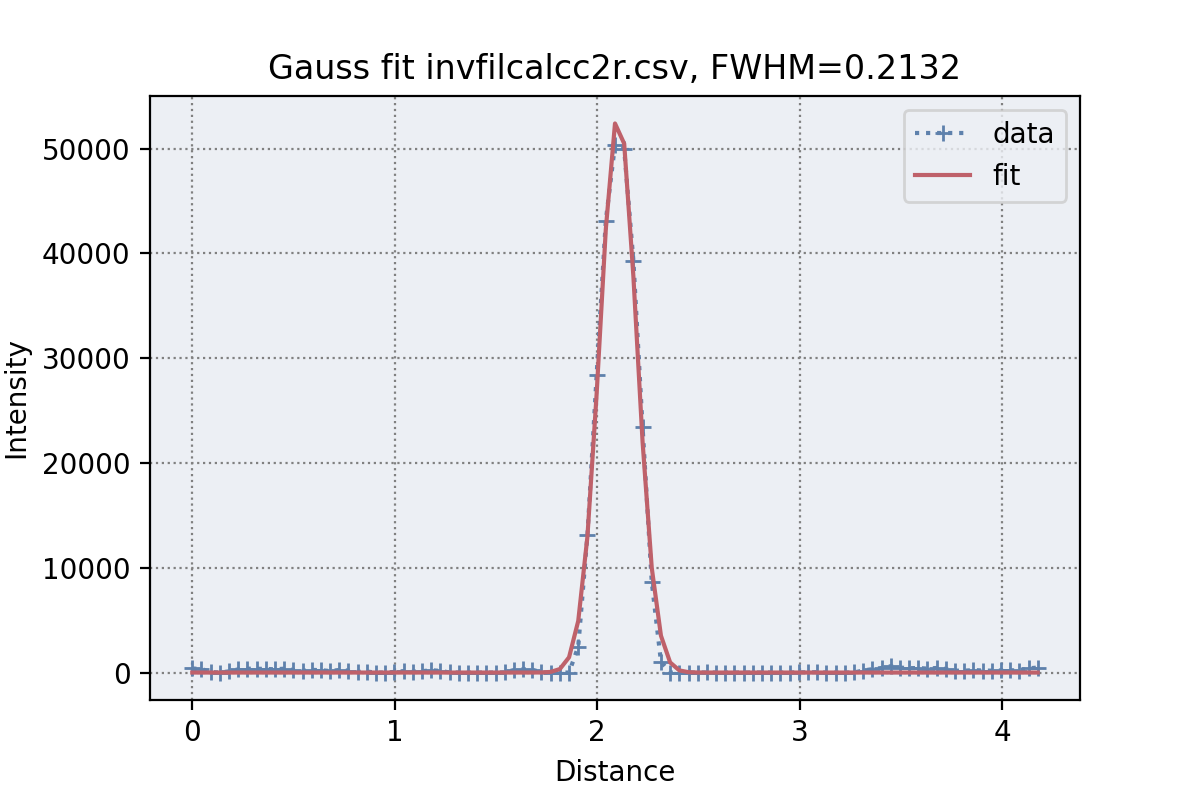 Gauss fit invfilcalcc2r.csv, FWHM=0.2132
data
fit
50000
40000
30000
20000
10000
0
Intensity
0 1 2 3 4
Distance